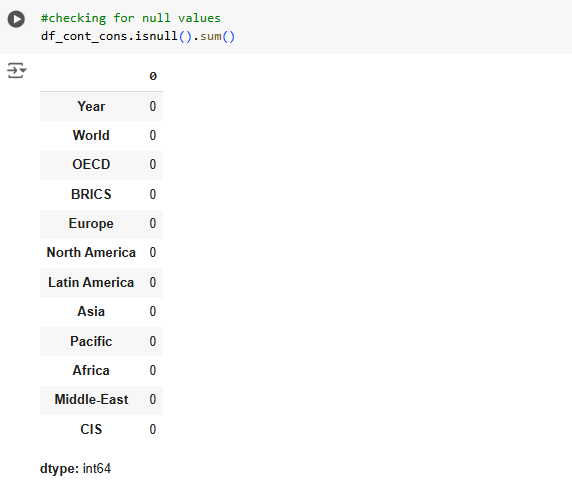 #checking for null values
df_cont_cons.isnull().sum()
0
Year 0
World 0
OECD 0
BRICS 0
Europe 0
North America 0
Latin America 0
Asia 0
Pacific 0
Africa 0
Middle-East 0
CIS 0
dtype: int64